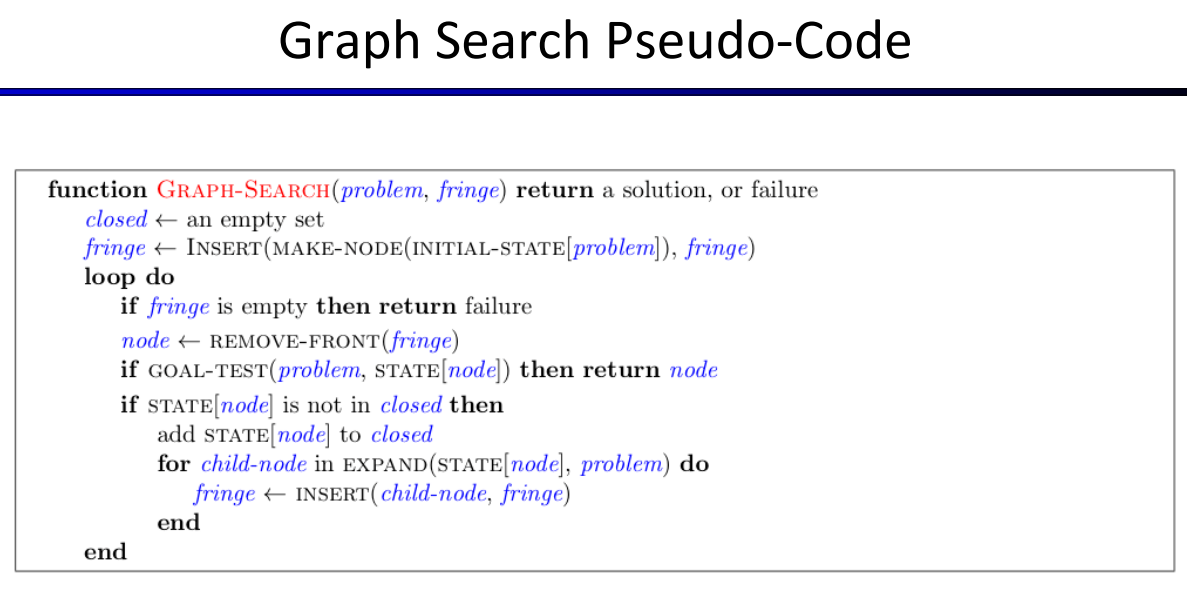 Graph Search Pseudo-Code
function GRAPH-SEARCH(problem, fringe) return a solution, or failure
closed ← an empty set
fringe ← INSERT(MAKE-NODE(INITIAL-STATE[problem]), fringe)
loop do
if fringe is empty then return failure
node ← REMOVE-FRONT(fringe)
if GOAL-TEST(problem, STATE[node]) then return node
if STATE[node] is not in closed then
add STATE[node] to closed
for child-node in EXPAND(STATE[node], problem) do
fringe ← INSERT(child-node, fringe)
end
end